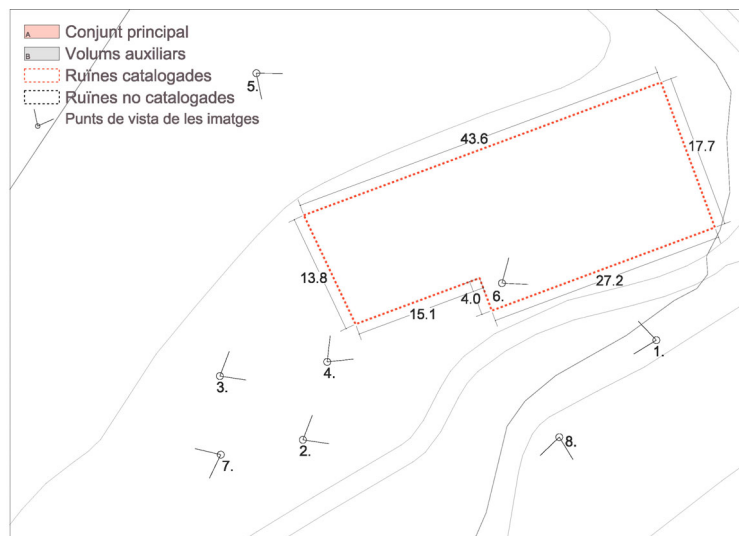 A Conjunt principal
B Volums auxiliars
Ruïnes catalogades
Ruïnes no catalogades
Punts de vista de les imatges
5.
43.6
17.7
13.8
15.1
4.0
6.
27.2
1.
4.
3.
2.
7.
8.